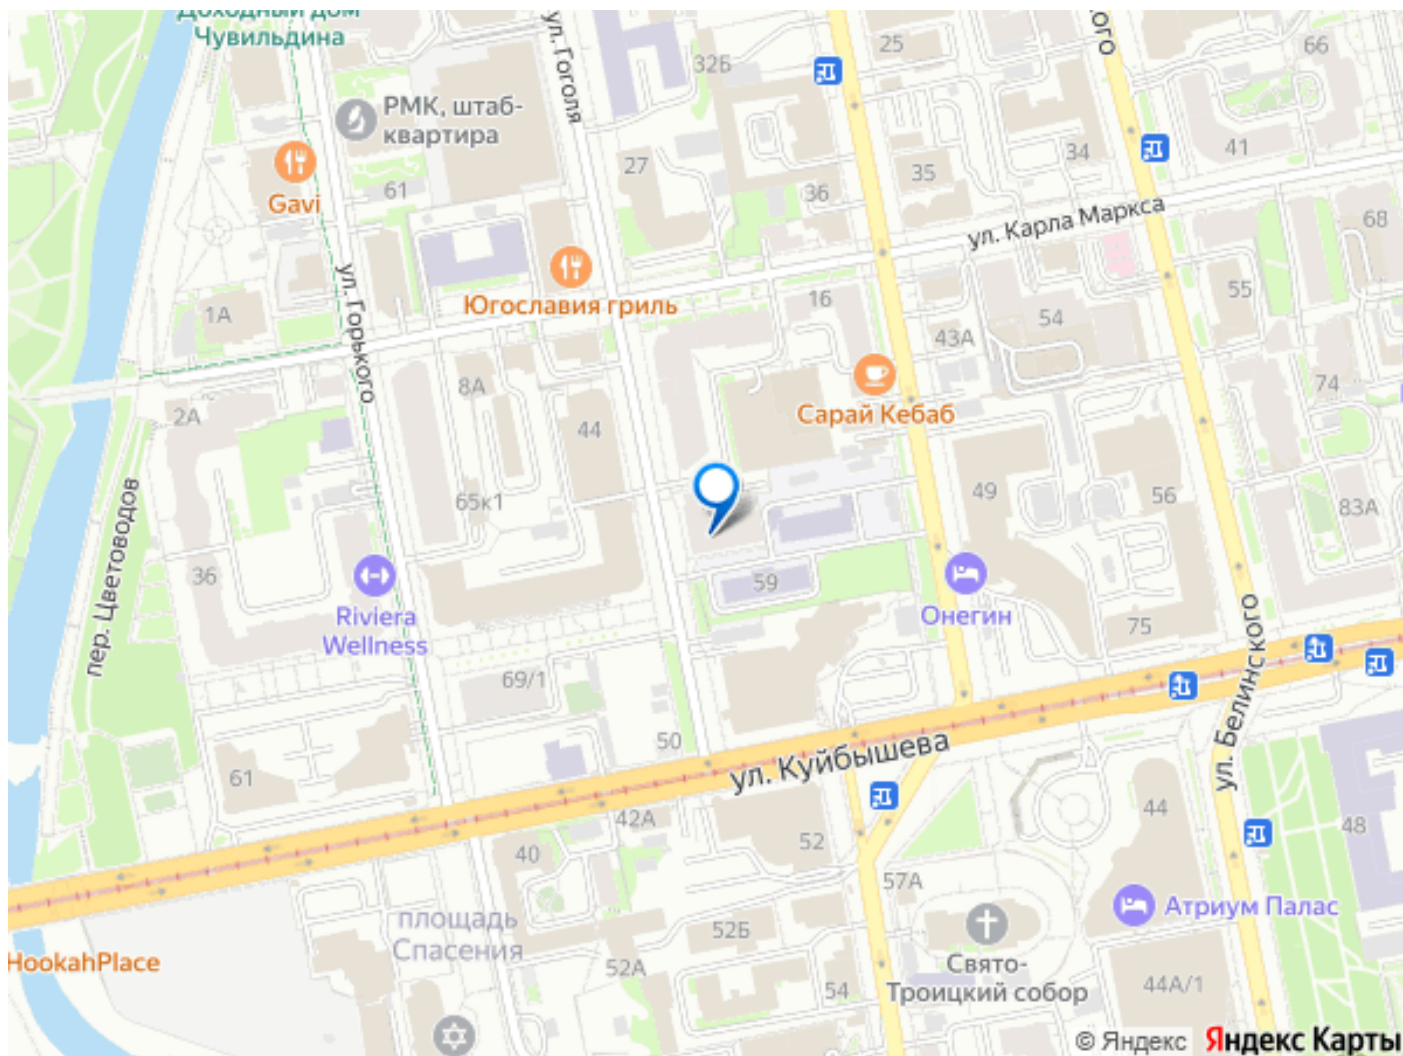 Доходный дом
Чувильдина
ул. Гоголя
32Б
25
ого
66
РМК, штаб-
квартира
27
61
Gavi
36
35
34
41
ул. Карла Маркса
68
Югославия гриль
1А
ул. Горького
16
43А
54
55
8А
2А
44
Сарай Кебаб
74
65к1
49
56
83А
пер. Цветоводов
36
Riviera
Wellness
59
Онегин
75
ул. Белинского
69/1
50
ул. Куйбышева
61
42А
40
52
44
48
57А
площадь
Спасения
52Б
Атриум Палас
HookahPlace
52А
Свято-
Троицкий собор
54
44А/1
© Яндекс Яндекс Карты